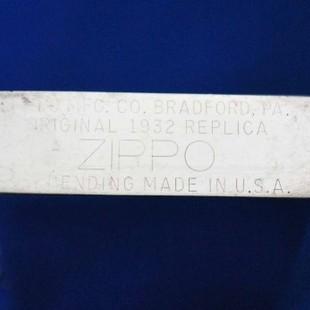 MFG. CO. BRADFORD, PA.
ORIGINAL 1932 REPLICA
ZIPPO
PENDING MADE IN U.S.A.